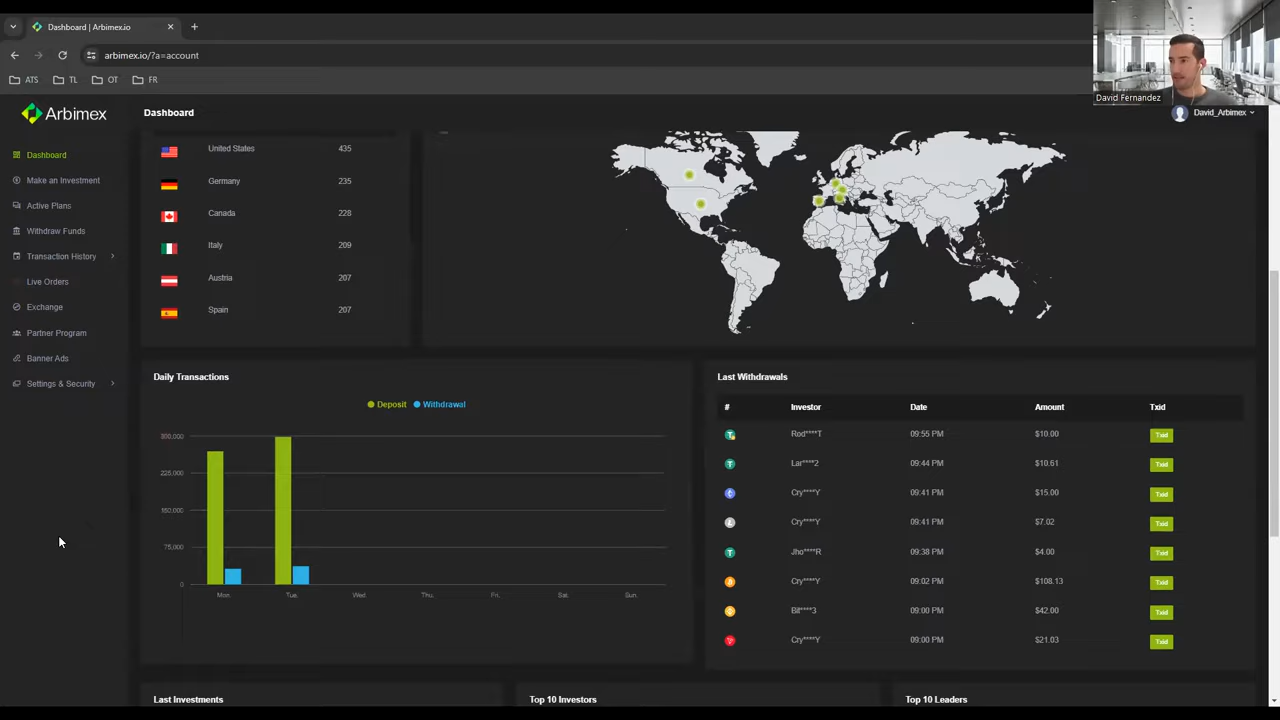 Dashboard | Arbimex.io
arbimex.io/?a=account
ATS TL OT FR
David Fernandez
Arbimex
Dashboard
David_Arbimex
Dashboard
Make an Investment
Active Plans
Withdraw Funds
Transaction History
Live Orders
Exchange
Partner Program
Banner Ads
Settings & Security
United States 435
Germany 235
Canada 228
Italy 209
Austria 207
Spain 207
Daily Transactions
Deposit Withdrawal
300,000
225,000
150,000
75,000
0
Mon. Tue. Wed. Thu. Fri. Sat. Sun.
Last Withdrawals
# Investor Date Amount Txid
Rod****T 09:55 PM $10.00 Txid
Lar****2 09:44 PM $10.61 Txid
Cry****Y 09:41 PM $15.00 Txid
Cry****Y 09:41 PM $7.02 Txid
Jho****R 09:38 PM $4.00 Txid
Cry****Y 09:02 PM $108.13 Txid
Bit****3 09:00 PM $42.00 Txid
Cry****Y 09:00 PM $21.03 Txid
Last Investments
Top 10 Investors
Top 10 Leaders